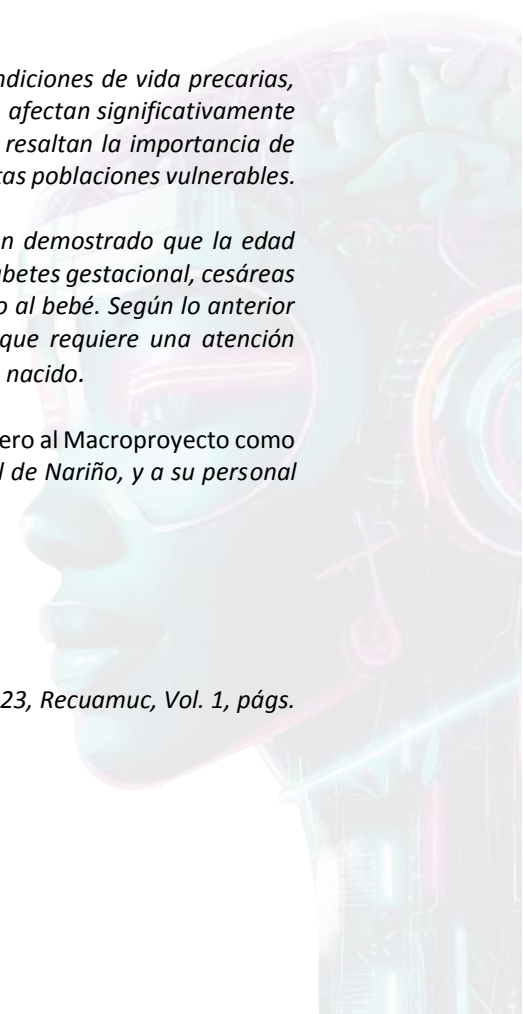 ndiciones de vida precarias,
afectan significativamente
resaltan la importancia de
tas poblaciones vulnerables.
n demostrado que la edad
abetes gestacional, cesáreas
o al bebé. Según lo anterior
que requiere una atención
nacido.
ero al Macroproyecto como
l de Nariño, y a su personal
23, Recuamuc, Vol. 1, págs.